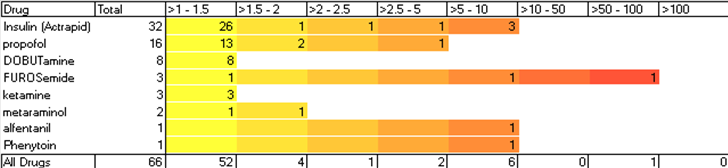 Drug Total >1 - 1.5 >1.5 - 2 >2 - 2.5 >2.5 - 5 >5 - 10 >10 - 50 >50 - 100 >100
Insulin (Actrapid) 32 26 1 1 1 3
propofol 16 13 2 1
DOBUTamine 8 8
FUROSemide 3 1 1 1
ketamine 3 3
metaraminol 2 1 1
alfentanil 1 1
Phenytoin 1 1
All Drugs 66 52 4 1 2 6 0 1 0